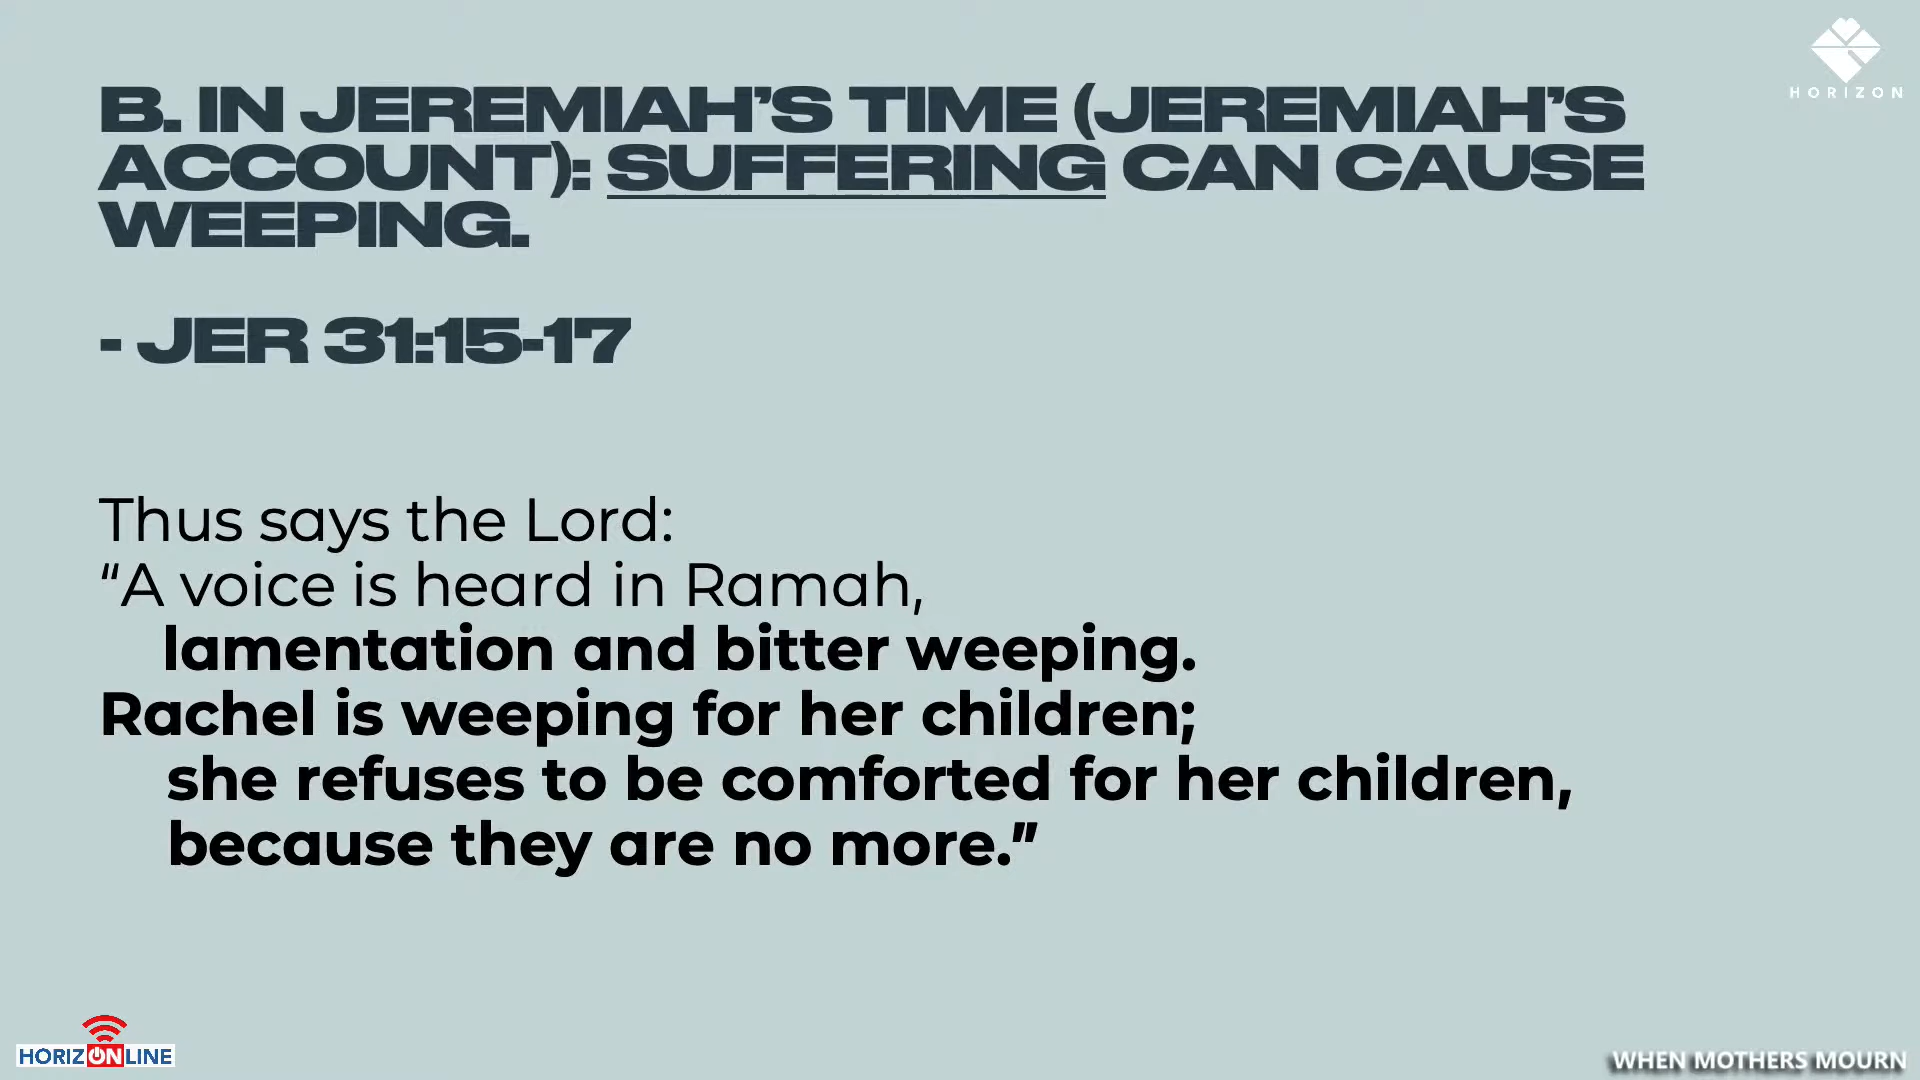 HORIZON
B. IN JEREMIAH’S TIME (JEREMIAH’S
ACCOUNT): SUFFERING CAN CAUSE
WEEPING.
- JER 31:15-17
Thus says the Lord:
“A voice is heard in Ramah,
lamentation and bitter weeping.
Rachel is weeping for her children;
she refuses to be comforted for her children,
because they are no more.”
HORIZONLINE
WHEN MOTHERS MOURN